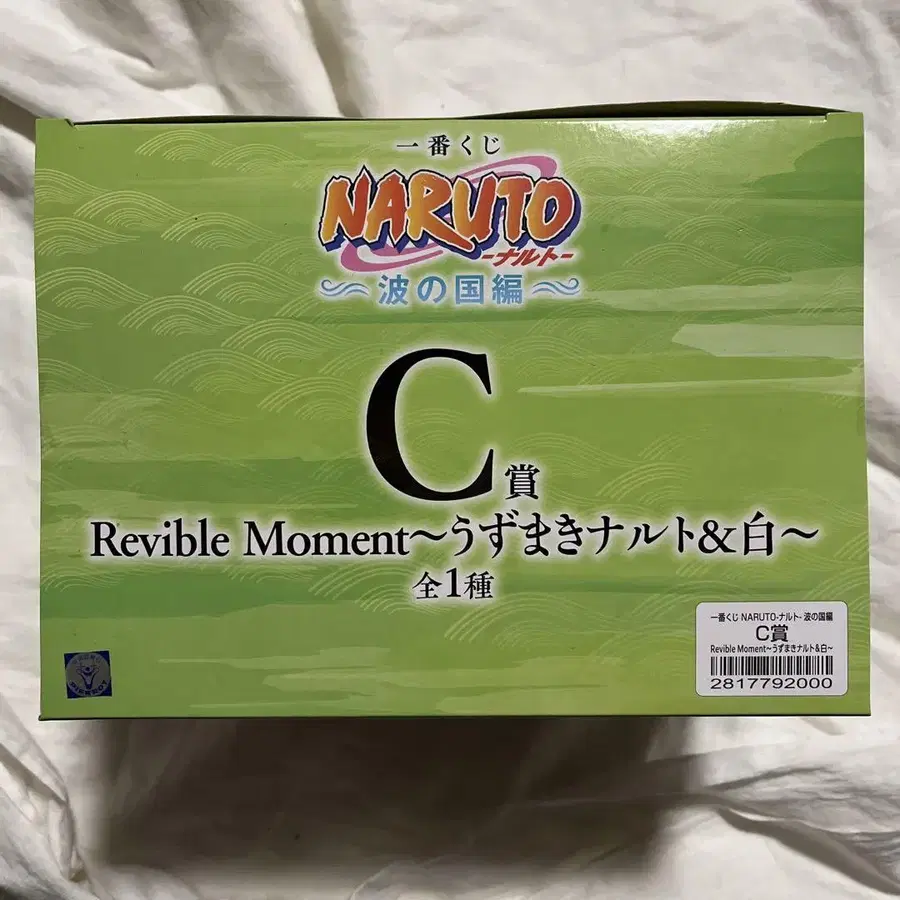 一番くじ
NARUTO
-ナルト-
〜波の国編〜
C賞
Revible Moment〜うずまきナルト&白〜
全1種
一番くじ NARUTO-ナルト- 波の国編
C賞
Revible Moment〜うずまきナルト&白〜
2817792000